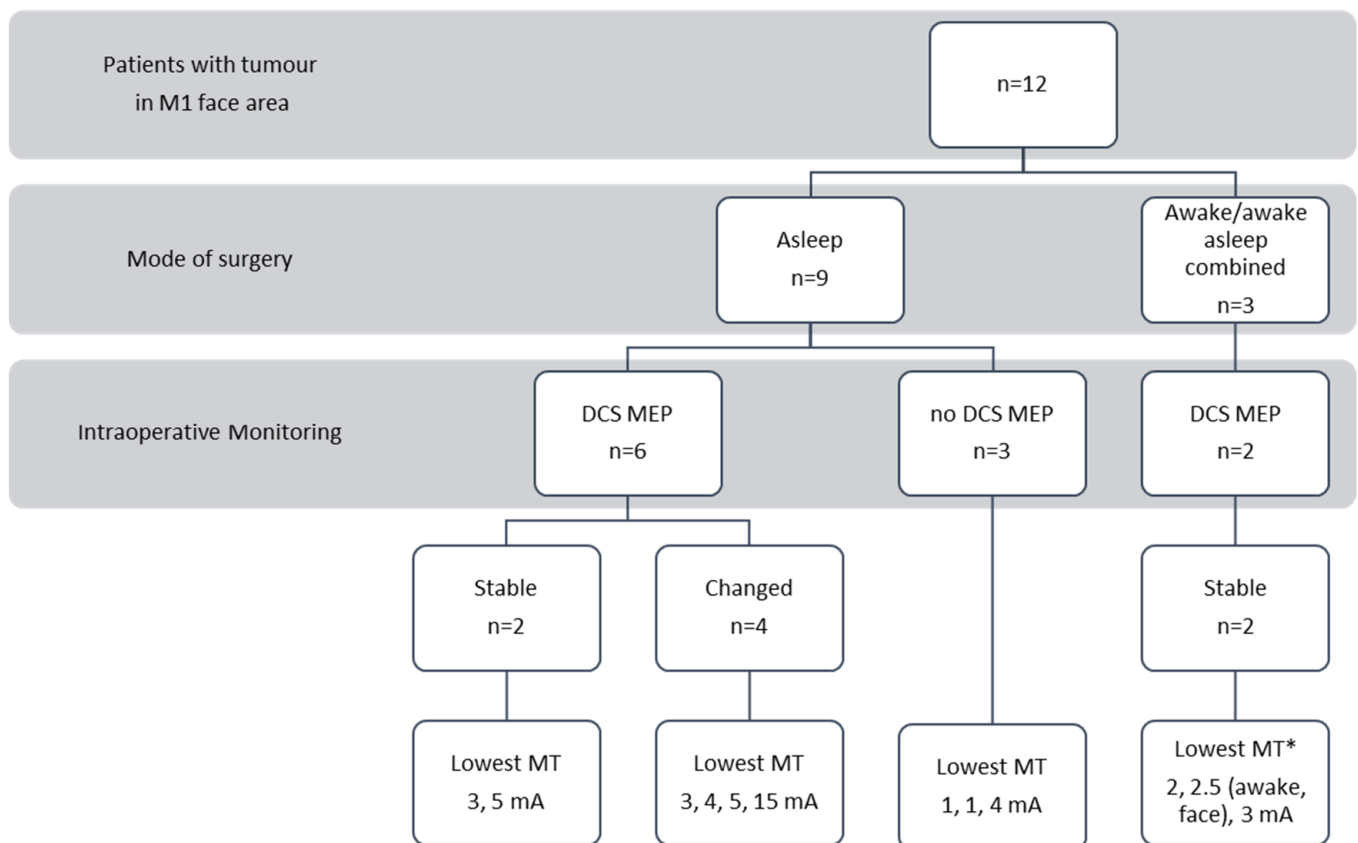 Patients with tumour
in M1 face area
n=12
Mode of surgery
Asleep
n=9
Awake/awake
asleep
combined
n=3
Intraoperative Monitoring
DCS MEP
n=6
no DCS MEP
n=3
DCS MEP
n=2
Stable
n=2
Changed
n=4
Stable
n=2
Lowest MT
3, 5 mA
Lowest MT
3, 4, 5, 15 mA
Lowest MT
1, 1, 4 mA
Lowest MT*
2, 2.5 (awake,
face), 3 mA